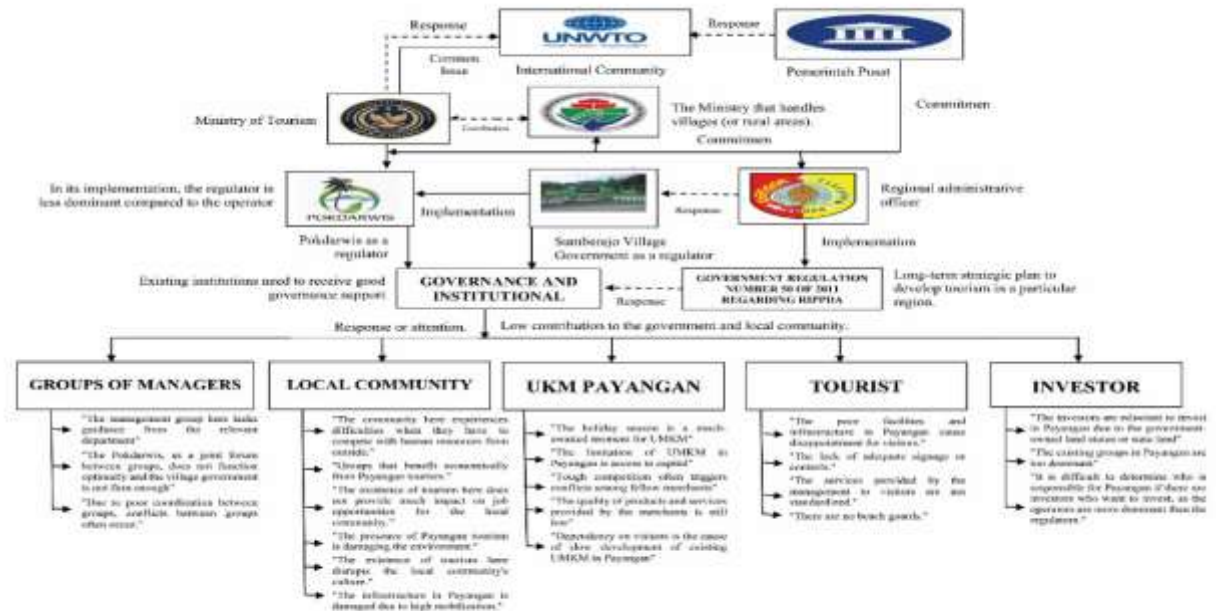 Response
Response
UNWTO
Common
Issue
International Community
Pemerintah Pusat
Commitmen
Ministry of Tourism
The Ministry that handles
villages (or rural areas).
Commitmen
In its implementation, the regulator is
less dominant compared to the operator
POKDARWIS
Implementation
Response
Regional administrative
officer
Pokdarwis as a
regulator
Sumberejo Village
Government as a regulator
Implementation
Existing institutions need to receive good
governance support.
GOVERNANCE AND
INSTITUTIONAL
Response
GOVERNMENT REGULATION
NUMBER 50 OF 2011
REGARDING RIPPDA
Long-term strategic plan to
develop tourism in a particular
region.
Response or attention.
Low contribution to the government and local community.
GROUPS OF MANAGERS
"The management group here lacks
guidance from the relevant
department"
"The Pokdarwis, as a joint forum
between groups, does not function
optimally and the village government
is not firm enough"
"Due to poor coordination between
groups, conflicts between groups
often occur."
LOCAL COMMUNITY
"The community here experiences
difficulties when they have to
compete with human resources from
outside."
"Groups that benefit economically
from Payangan tourism."
"The existence of tourism here does
not provide much impact on job
opportunities for the local
community."
"The presence of Payangan tourism
is damaging the environment."
"The existence of tourism here
disrupts the local community's
culture."
"The infrastructure in Payangan is
damaged due to high mobilization."
UKM PAYANGAN
"The holiday season is a much-
awaited moment for UMKM"
"The limitation of UMKM in
Payangan is access to capital"
"Tough competition often triggers
conflicts among fellow merchants"
"The quality of products and services
provided by the merchants is still
low"
"Dependency on visitors is the cause
of slow development of existing
UMKM in Payangan"
TOURIST
"The poor facilities and
infrastructure in Payangan cause
disappointment for visitors."
"The lack of adequate signage or
controls."
"The services provided by the
management to visitors are not
standardized."
"There are no beach guards."
INVESTOR
"The investors are reluctant to invest
in Payangan due to the government-
owned land status or state land"
"The existing groups in Payangan are
too dominant"
"It is difficult to determine who is
responsible for Payangan if there are
investors who want to invest, as the
operators are more dominant than the
regulators."